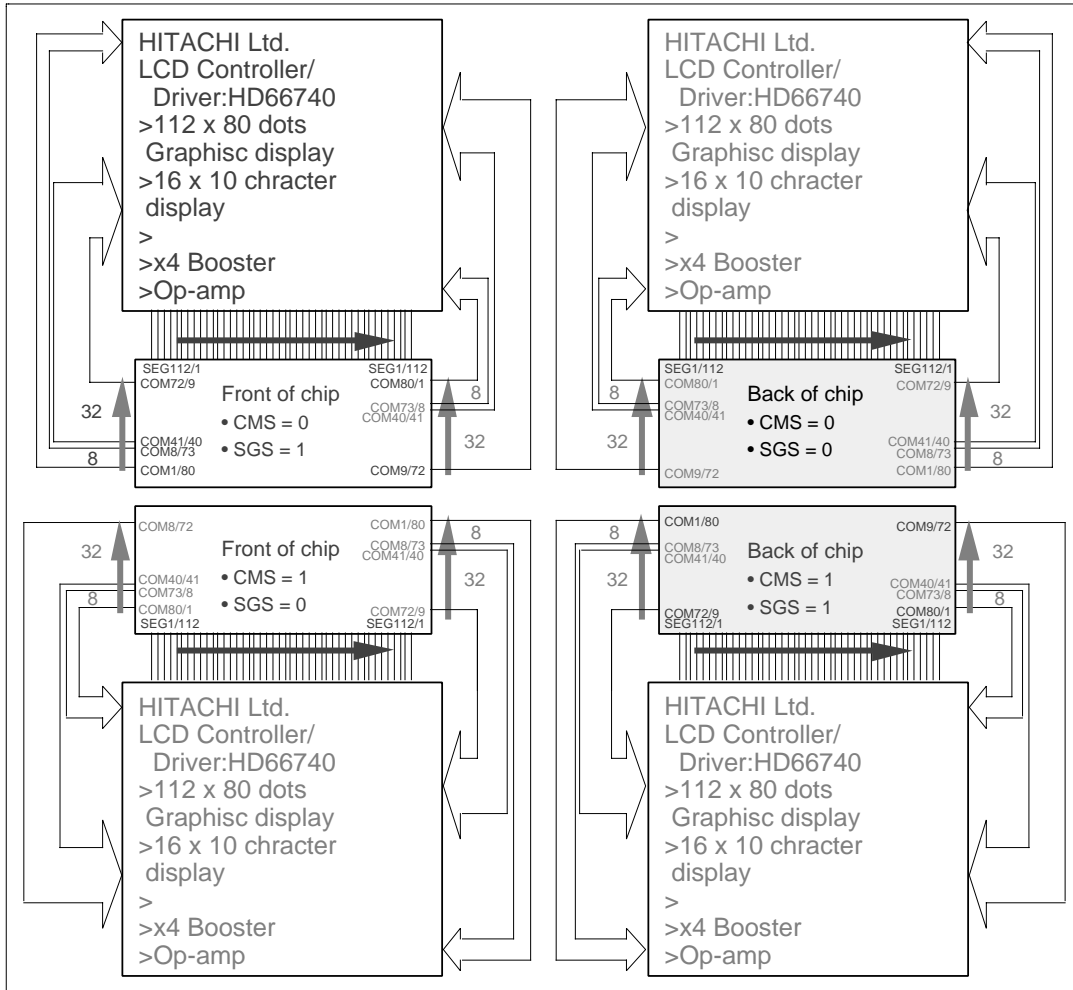 HITACHI Ltd.
LCD Controller/
Driver:HD66740
>112 x 80 dots
Graphisc display
>16 x 10 chracter
display
>
>x4 Booster
>Op-amp
SEG112/1
COM72/9
32
COM41/40
COM8/73
8
COM1/80
Front of chip
• CMS = 0
• SGS = 1
SEG1/112
COM80/1
8
COM73/8
COM40/41
32
COM9/72
HITACHI Ltd.
LCD Controller/
Driver:HD66740
>112 x 80 dots
Graphisc display
>16 x 10 chracter
display
>
>x4 Booster
>Op-amp
SEG1/112
COM80/1
8
COM73/8
COM40/41
32
COM9/72
Back of chip
• CMS = 0
• SGS = 0
SEG112/1
COM72/9
32
COM41/40
COM8/73
COM1/80
8
COM8/72
32
COM40/41
COM73/8
8
COM80/1
SEG1/112
Front of chip
• CMS = 1
• SGS = 0
COM1/80
8
COM8/73
COM41/40
32
COM72/9
SEG112/1
HITACHI Ltd.
LCD Controller/
Driver:HD66740
>112 x 80 dots
Graphisc display
>16 x 10 chracter
display
>
>x4 Booster
>Op-amp
COM1/80
8
COM8/73
COM41/40
32
COM72/9
SEG112/1
Back of chip
• CMS = 1
• SGS = 1
COM9/72
32
COM40/41
COM73/8
8
COM80/1
SEG1/112
HITACHI Ltd.
LCD Controller/
Driver:HD66740
>112 x 80 dots
Graphisc display
>16 x 10 chracter
display
>
>x4 Booster
>Op-amp